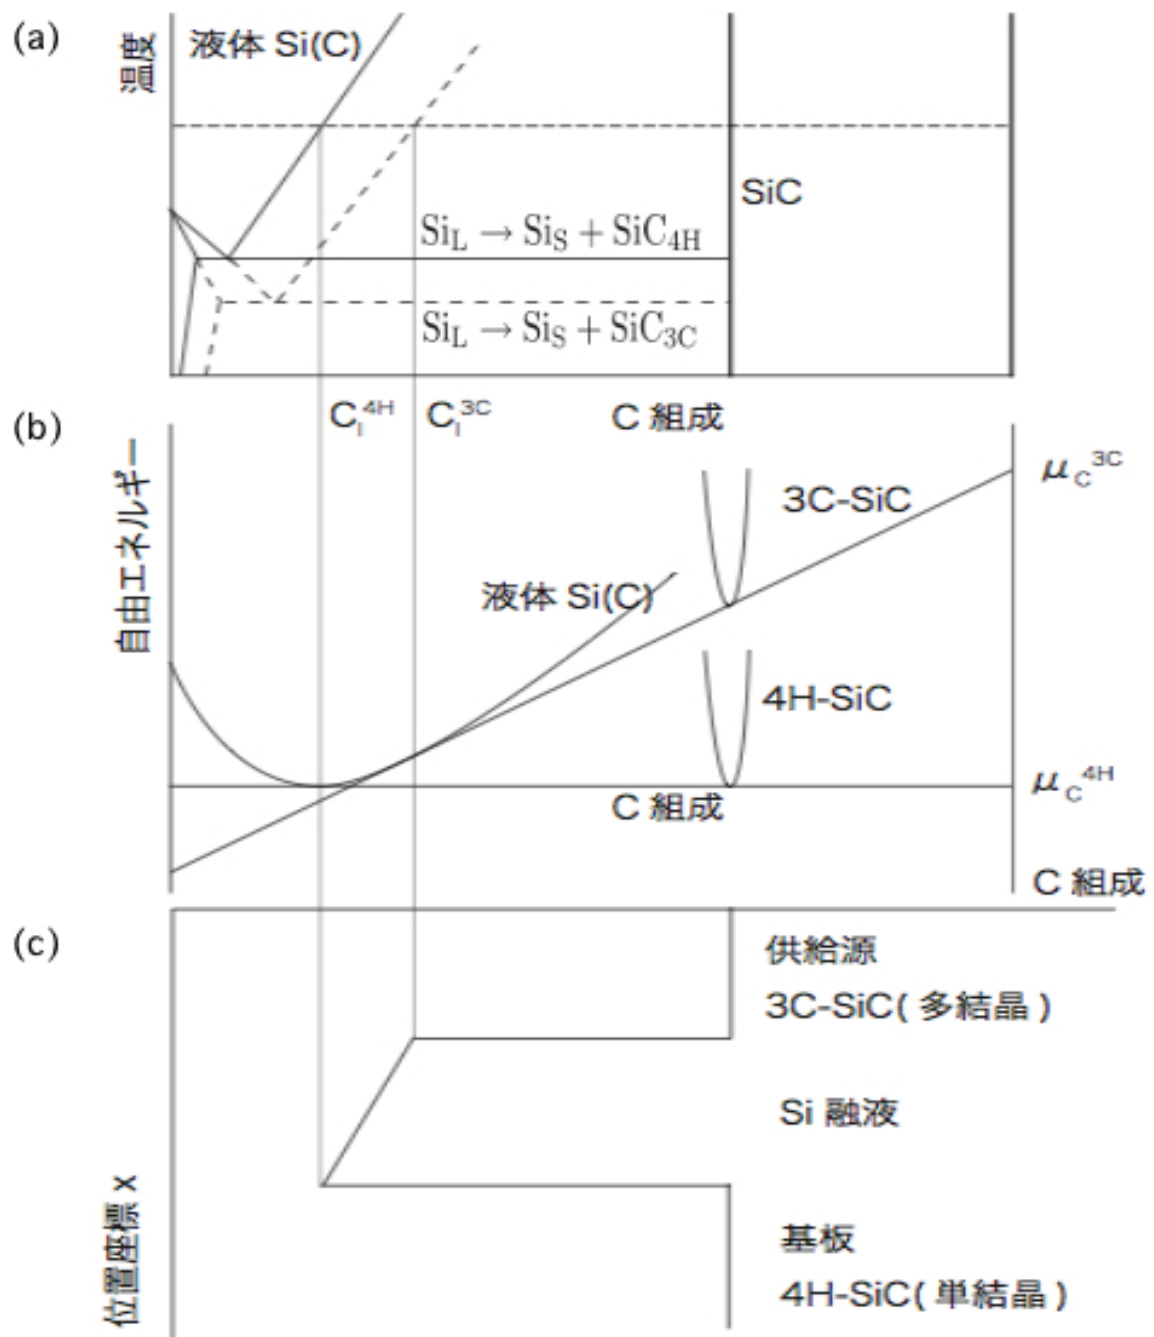 (a)
温度
液体 Si(C)
SiC
Si_L → Si_S + SiC_4H
Si_L → Si_S + SiC_3C
C_l^4H
C_l^3C
C 組成
(b)
自由エネルギー
μ_C^3C
3C-SiC
液体 Si(C)
4H-SiC
μ_C^4H
C 組成
C 組成
(c)
位置座標 x
供給源
3C-SiC( 多結晶 )
Si 融液
基板
4H-SiC( 単結晶 )